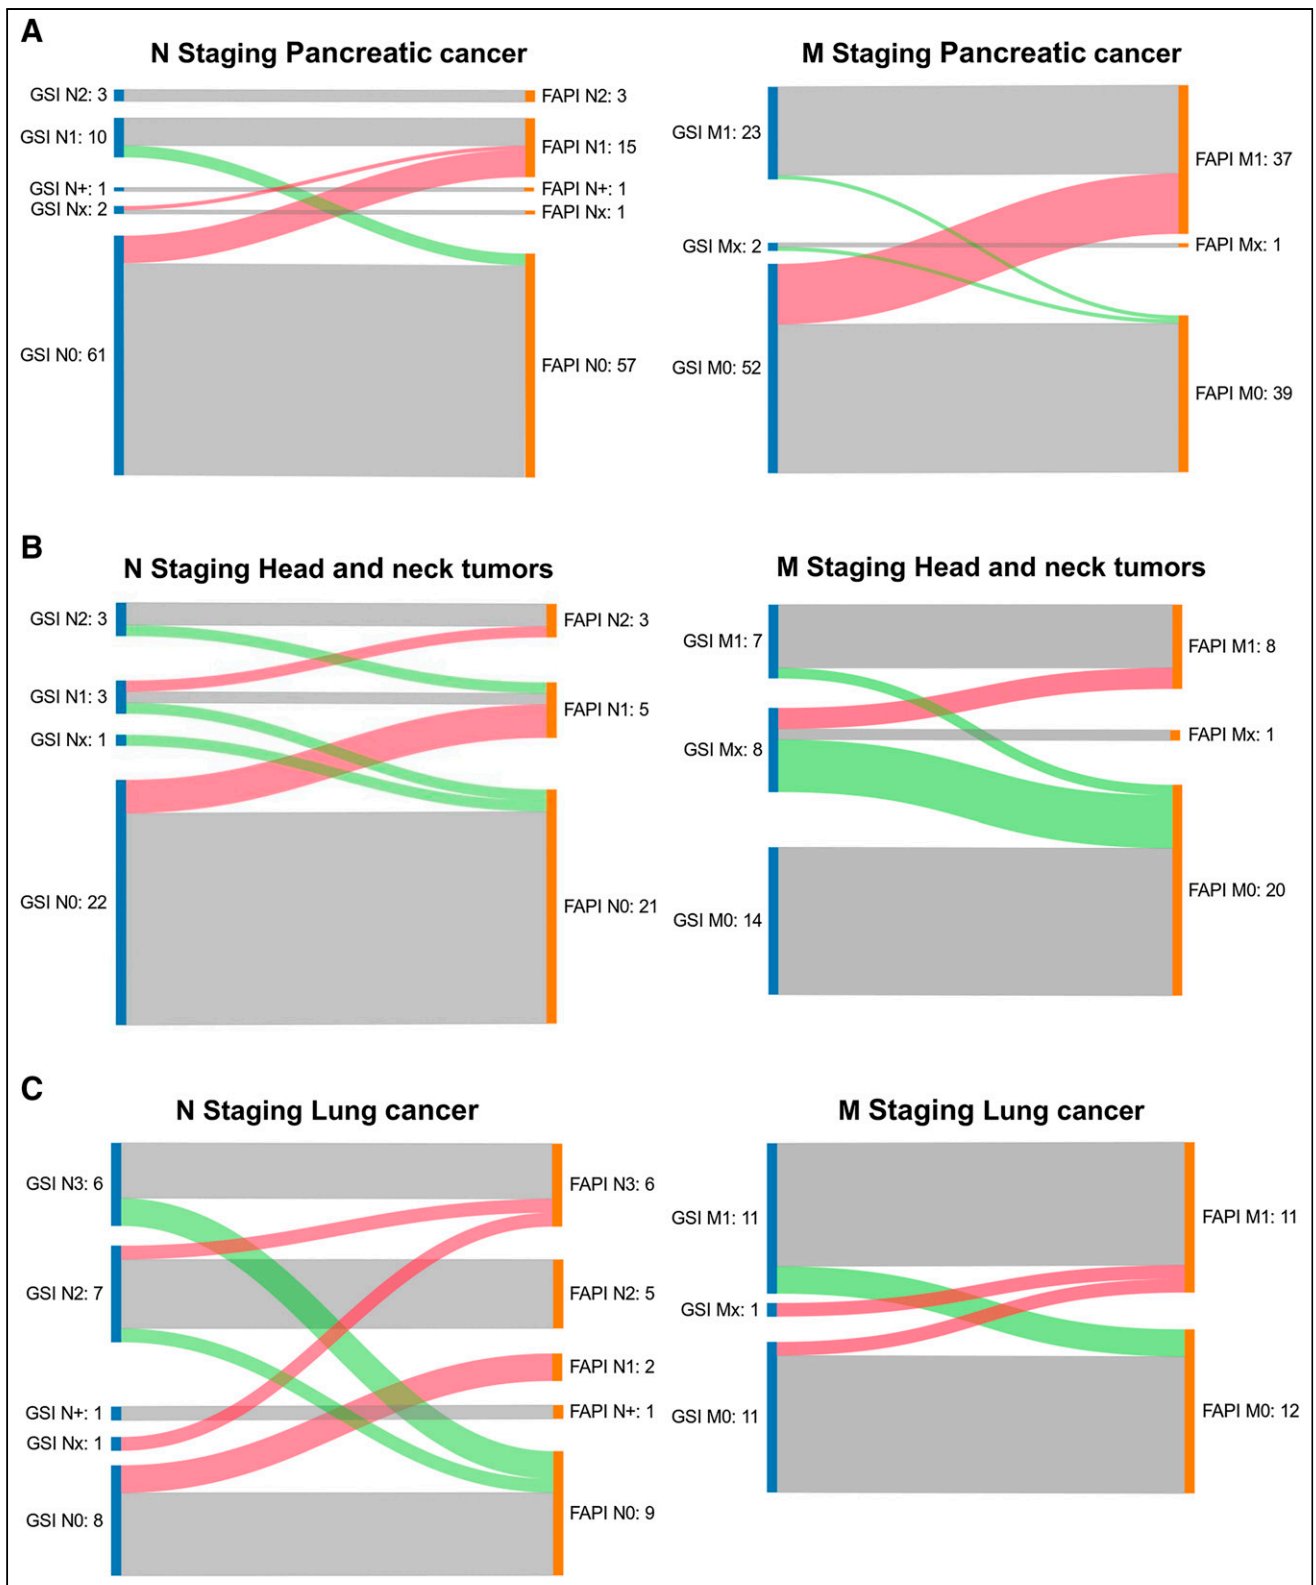 A
N Staging Pancreatic cancer
GSI N2: 3
FAPI N2: 3
GSI N1: 10
FAPI N1: 15
GSI N+: 1
FAPI N+: 1
GSI Nx: 2
FAPI Nx: 1
GSI N0: 61
FAPI N0: 57
M Staging Pancreatic cancer
GSI M1: 23
FAPI M1: 37
GSI Mx: 2
FAPI Mx: 1
GSI M0: 52
FAPI M0: 39
B
N Staging Head and neck tumors
GSI N2: 3
FAPI N2: 3
GSI N1: 3
FAPI N1: 5
GSI Nx: 1
GSI N0: 22
FAPI N0: 21
M Staging Head and neck tumors
GSI M1: 7
FAPI M1: 8
GSI Mx: 8
FAPI Mx: 1
GSI M0: 14
FAPI M0: 20
C
N Staging Lung cancer
GSI N3: 6
FAPI N3: 6
GSI N2: 7
FAPI N2: 5
FAPI N1: 2
GSI N+: 1
FAPI N+: 1
GSI Nx: 1
GSI N0: 8
FAPI N0: 9
M Staging Lung cancer
GSI M1: 11
FAPI M1: 11
GSI Mx: 1
GSI M0: 11
FAPI M0: 12